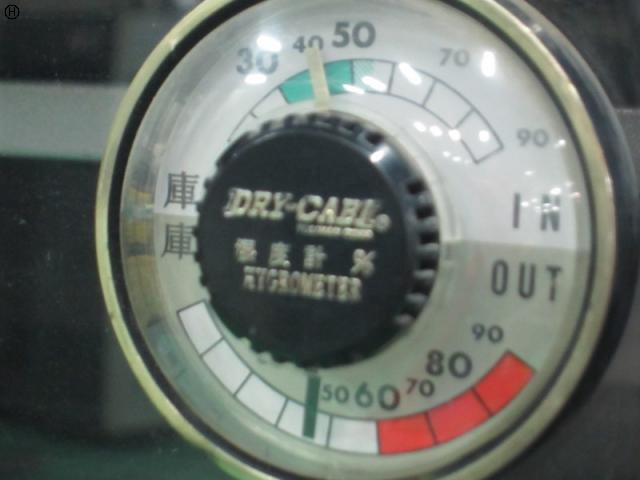 30 40 50 70 90
庫
IN
DRY-CABI
庫
湿度計 %
OUT
HYGROMETER
50 60 70 80 90